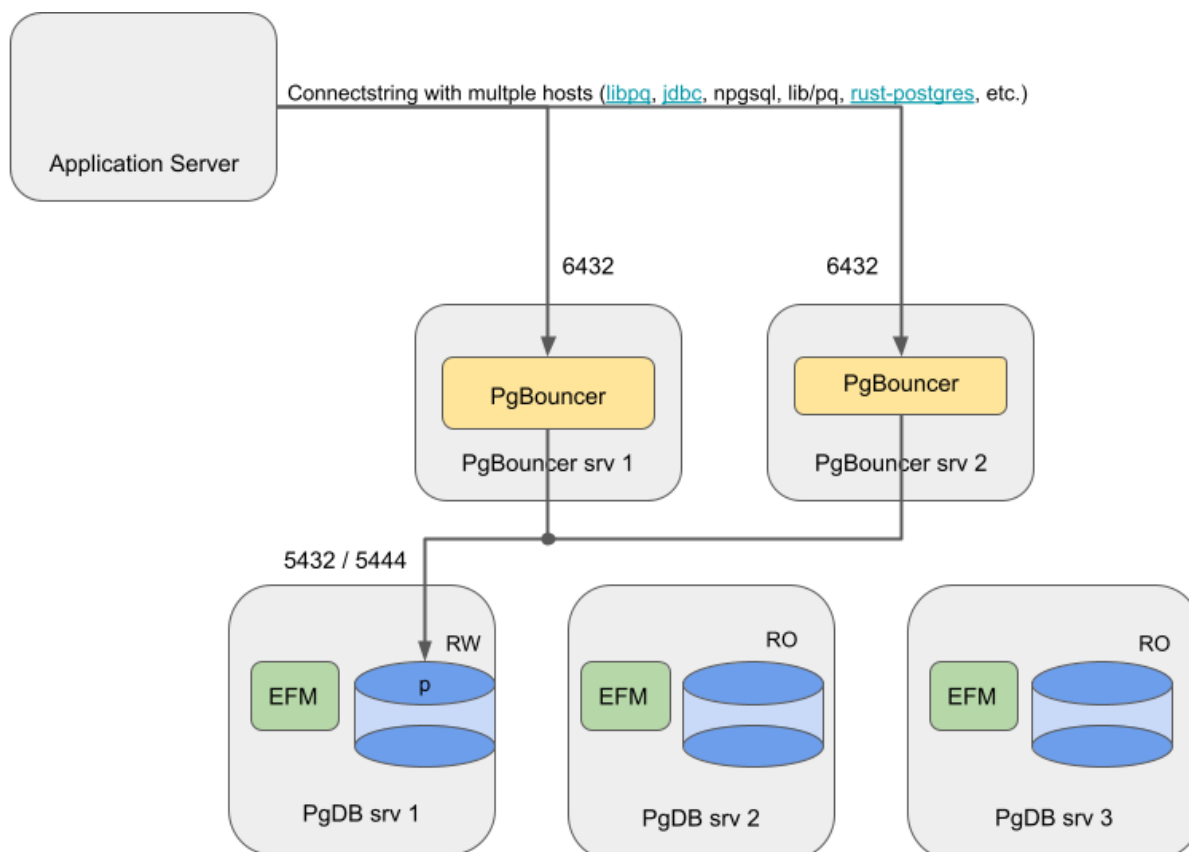 Connectstring with multple hosts (libpq, jdbc, npgsql, lib/pq, rust-postgres, etc.)
Application Server
6432
6432
PgBouncer
PgBouncer
PgBouncer srv 1
PgBouncer srv 2
5432 / 5444
RW
RO
RO
EFM
p
EFM
EFM
PgDB srv 1
PgDB srv 2
PgDB srv 3